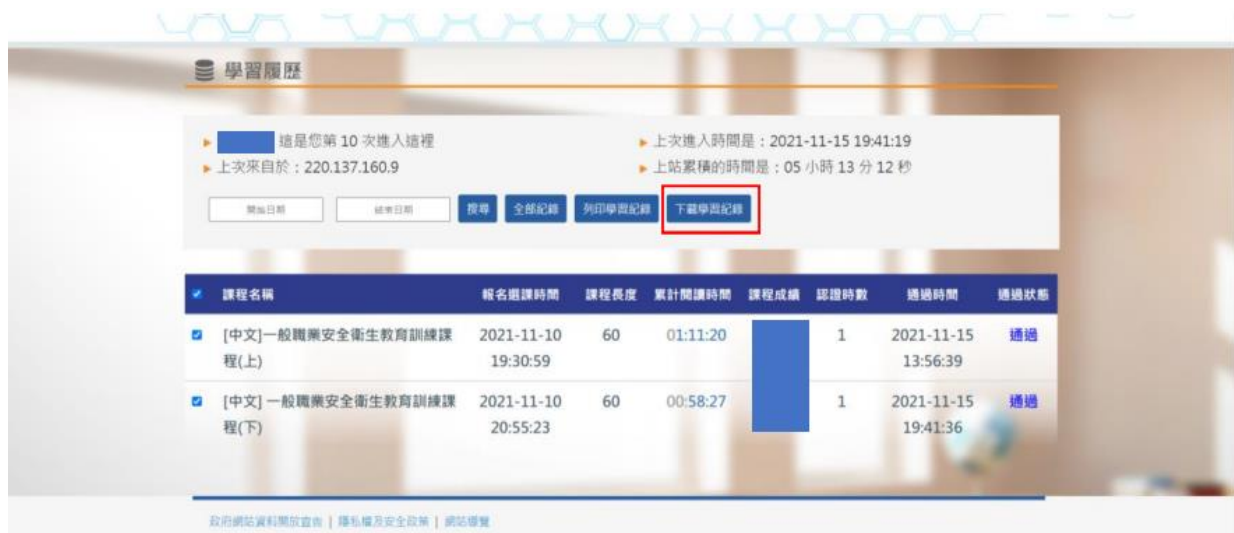 學習履歷
這是您第 10 次進入這裡
上次進入時間是：2021-11-15 19:41:19
上次來自於：220.137.160.9
上站累積的時間是：05 小時 13 分 12 秒
開始日期 結束日期 搜尋 全部紀錄 列印學習紀錄 下載學習紀錄
課程名稱 報名選課時間 課程長度 累計閱讀時間 課程成績 認證時數 通過時間 通過狀態
[中文]一般職業安全衛生教育訓練課 2021-11-10 60 01:11:20 1 2021-11-15 通過
程(上) 19:30:59 13:56:39
[中文] 一般職業安全衛生教育訓練課 2021-11-10 60 00:58:27 1 2021-11-15 通過
程(下) 20:55:23 19:41:36
政府網站資料開放宣告 | 隱私權及安全政策 | 網站導覽